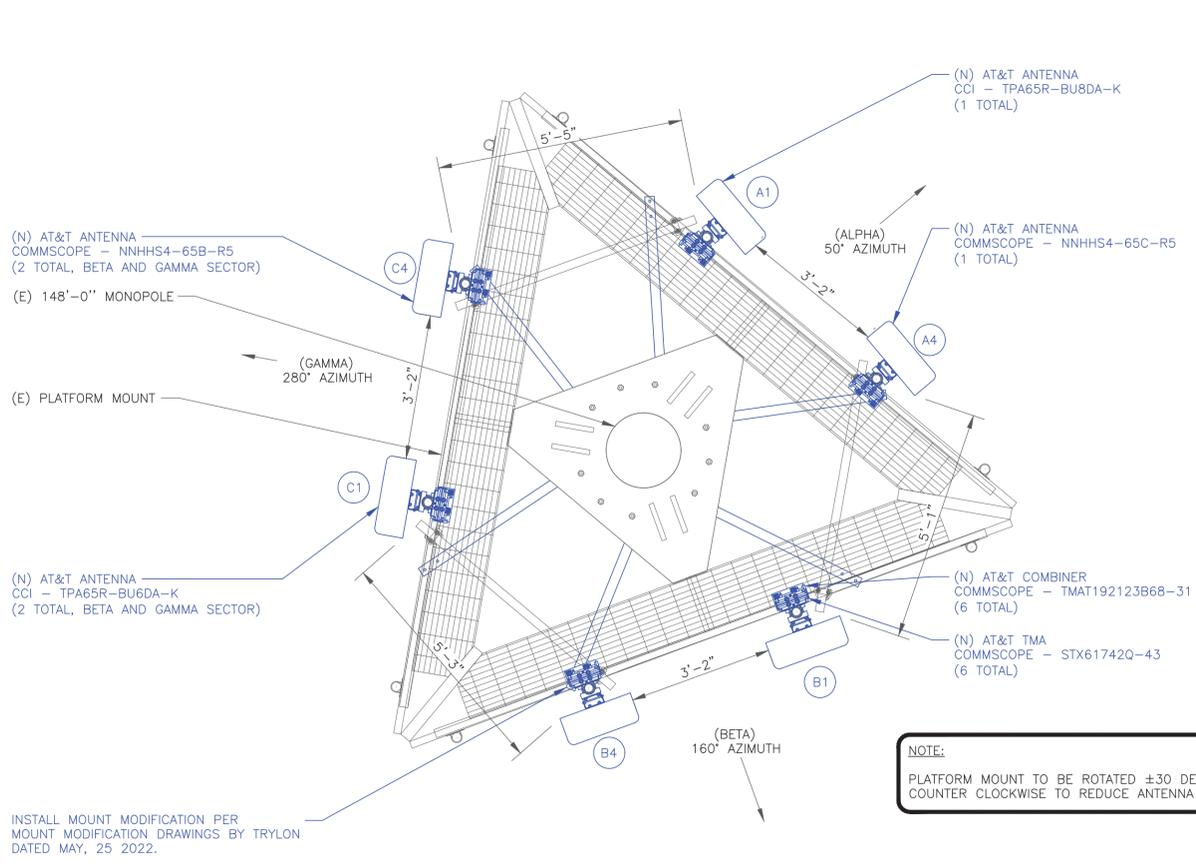 (N) AT&T ANTENNA
CCI - TPA65R-BU8DA-K
(1 TOTAL)
5'-5"
A1
(ALPHA)
50° AZIMUTH
(N) AT&T ANTENNA
COMMSCOPE - NNHHS4-65C-R5
(1 TOTAL)
(N) AT&T ANTENNA
COMMSCOPE - NNHHS4-65B-R5
(2 TOTAL, BETA AND GAMMA SECTOR)
C4
3'-2"
(E) 148'-0'' MONOPOLE
A4
(GAMMA)
280° AZIMUTH
3'-2"
(E) PLATFORM MOUNT
C1
5'-1"
(N) AT&T ANTENNA
CCI - TPA65R-BU6DA-K
(2 TOTAL, BETA AND GAMMA SECTOR)
(N) AT&T COMBINER
COMMSCOPE - TMAT192123B68-31
(6 TOTAL)
(N) AT&T TMA
COMMSCOPE - STX61742Q-43
(6 TOTAL)
5'-3"
3'-2"
B1
B4
(BETA)
160° AZIMUTH
NOTE:
PLATFORM MOUNT TO BE ROTATED ±30 DE
COUNTER CLOCKWISE TO REDUCE ANTENNA
INSTALL MOUNT MODIFICATION PER
MOUNT MODIFICATION DRAWINGS BY TRYLON
DATED MAY, 25 2022.